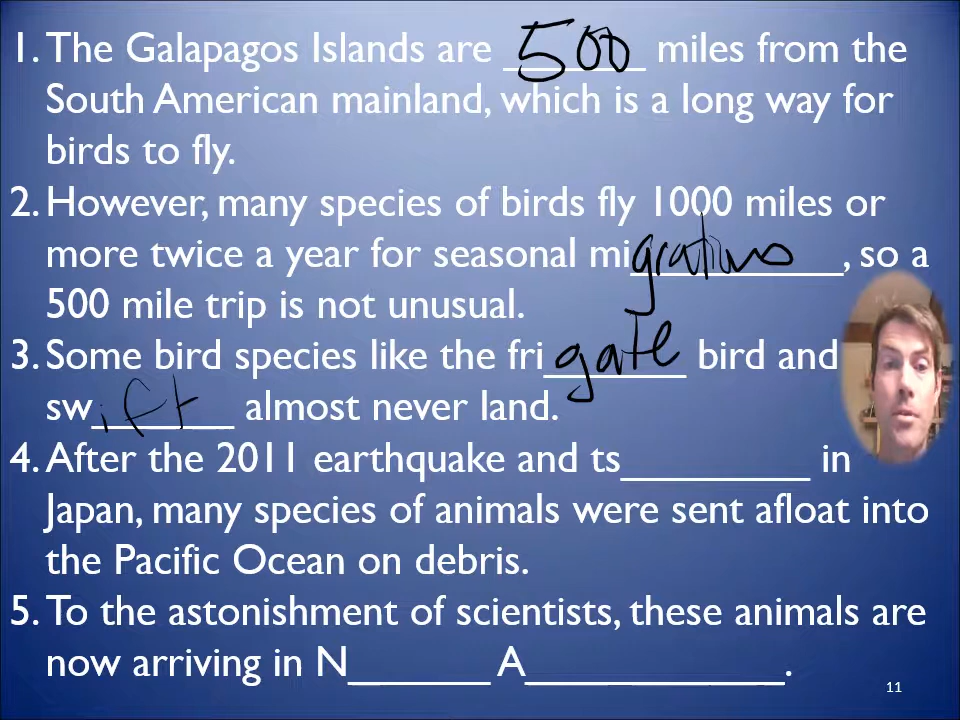 1. The Galapagos Islands are 500 miles from the
South American mainland, which is a long way for
birds to fly.
2. However, many species of birds fly 1000 miles or
more twice a year for seasonal migrations, so a
500 mile trip is not unusual.
3. Some bird species like the frigate bird and
swift almost never land.
4. After the 2011 earthquake and ts_________ in
Japan, many species of animals were sent afloat into
the Pacific Ocean on debris.
5. To the astonishment of scientists, these animals are
now arriving in N______ A___________.
11